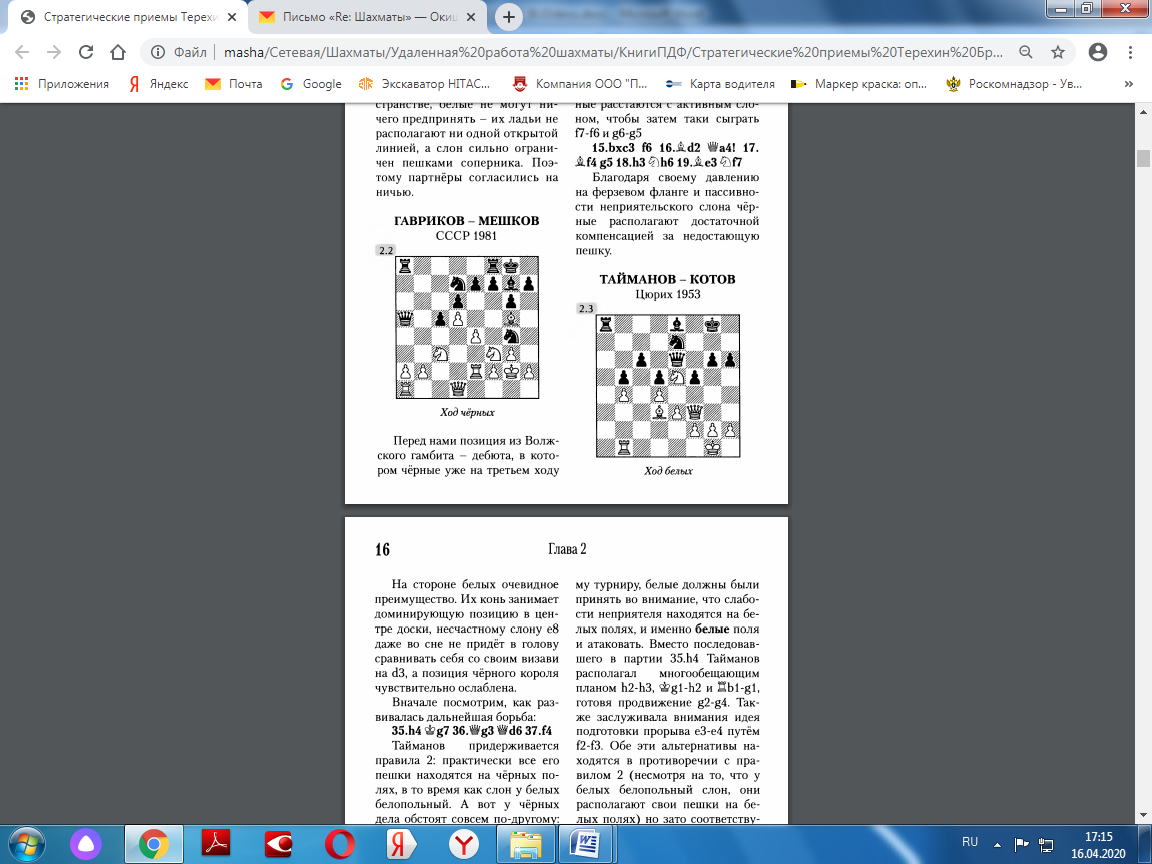 Стратегические приемы Терехи
Письмо «Re: Шахматы» — Окиш
Файл
masha/Сетевая/Шахматы/Удаленная%20работа%20шахматы/КнигиПДФ/Стратегические%20приемы%20Терехин%20Бр...
Приложения
Яндекс
Почта
Google
Экскаватор HITAC...
Компания ООО "П...
Карта водителя
Маркер краска: оп...
Роскомнадзор - Ув...
»
странстве, белые не могут ни-
чего предпринять – их ладьи не
располагают ни одной открытой
линией, а слон сильно ограни-
чен пешками соперника. Поэ-
тому партнёры согласились на
ничью.
ГАВРИКОВ – МЕШКОВ
СССР 1981
2.2
Ход чёрных
Перед нами позиция из Волж-
ского гамбита – дебюта, в кото-
ром чёрные уже на третьем ходу
ные расстаются с активным сло-
ном, чтобы затем таки сыграть
f7-f6 и g6-g5
15.bxc3 f6 16.♗d2 ♕a4! 17.
♗f4 g5 18.h3 ♘h6 19.♗e3 ♘f7
Благодаря своему давлению
на ферзевом фланге и пассивно-
сти неприятельского слона чёр-
ные располагают достаточной
компенсацией за недостающую
пешку.
ТАЙМАНОВ – КОТОВ
Цюрих 1953
2.3
Ход белых
16
Глава 2
На стороне белых очевидное
преимущество. Их конь занимает
доминирующую позицию в цен-
тре доски, несчастному слону e8
даже во сне не придёт в голову
сравнивать себя со своим визави
на d3, а позиция чёрного короля
чувствительно ослаблена.
Вначале посмотрим, как раз-
вивалась дальнейшая борьба:
35.h4 ♔g7 36.♕g3 ♕d6 37.f4
Тайманов придерживается
правила 2: практически все его
пешки находятся на чёрных по-
лях, в то время как слон у белых
белопольный. А вот у чёрных
дела обстоят совсем по-другому:
му турниру, белые должны были
принять во внимание, что слабо-
сти неприятеля находятся на бе-
лых полях, и именно белые поля
и атаковать. Вместо последовав-
шего в партии 35.h4 Тайманов
располагал многообещающим
планом h2-h3, ♔g1-h2 и ♖b1-g1,
готовя продвижение g2-g4. Так-
же заслуживала внимания идея
подготовки прорыва e3-e4 путём
f2-f3. Обе эти альтернативы на-
ходятся в противоречии с пра-
вилом 2 (несмотря на то, что у
белых белопольный слон, они
располагают свои пешки на бе-
лых полях) но зато соответству-
RU
17:15
16.04.2020